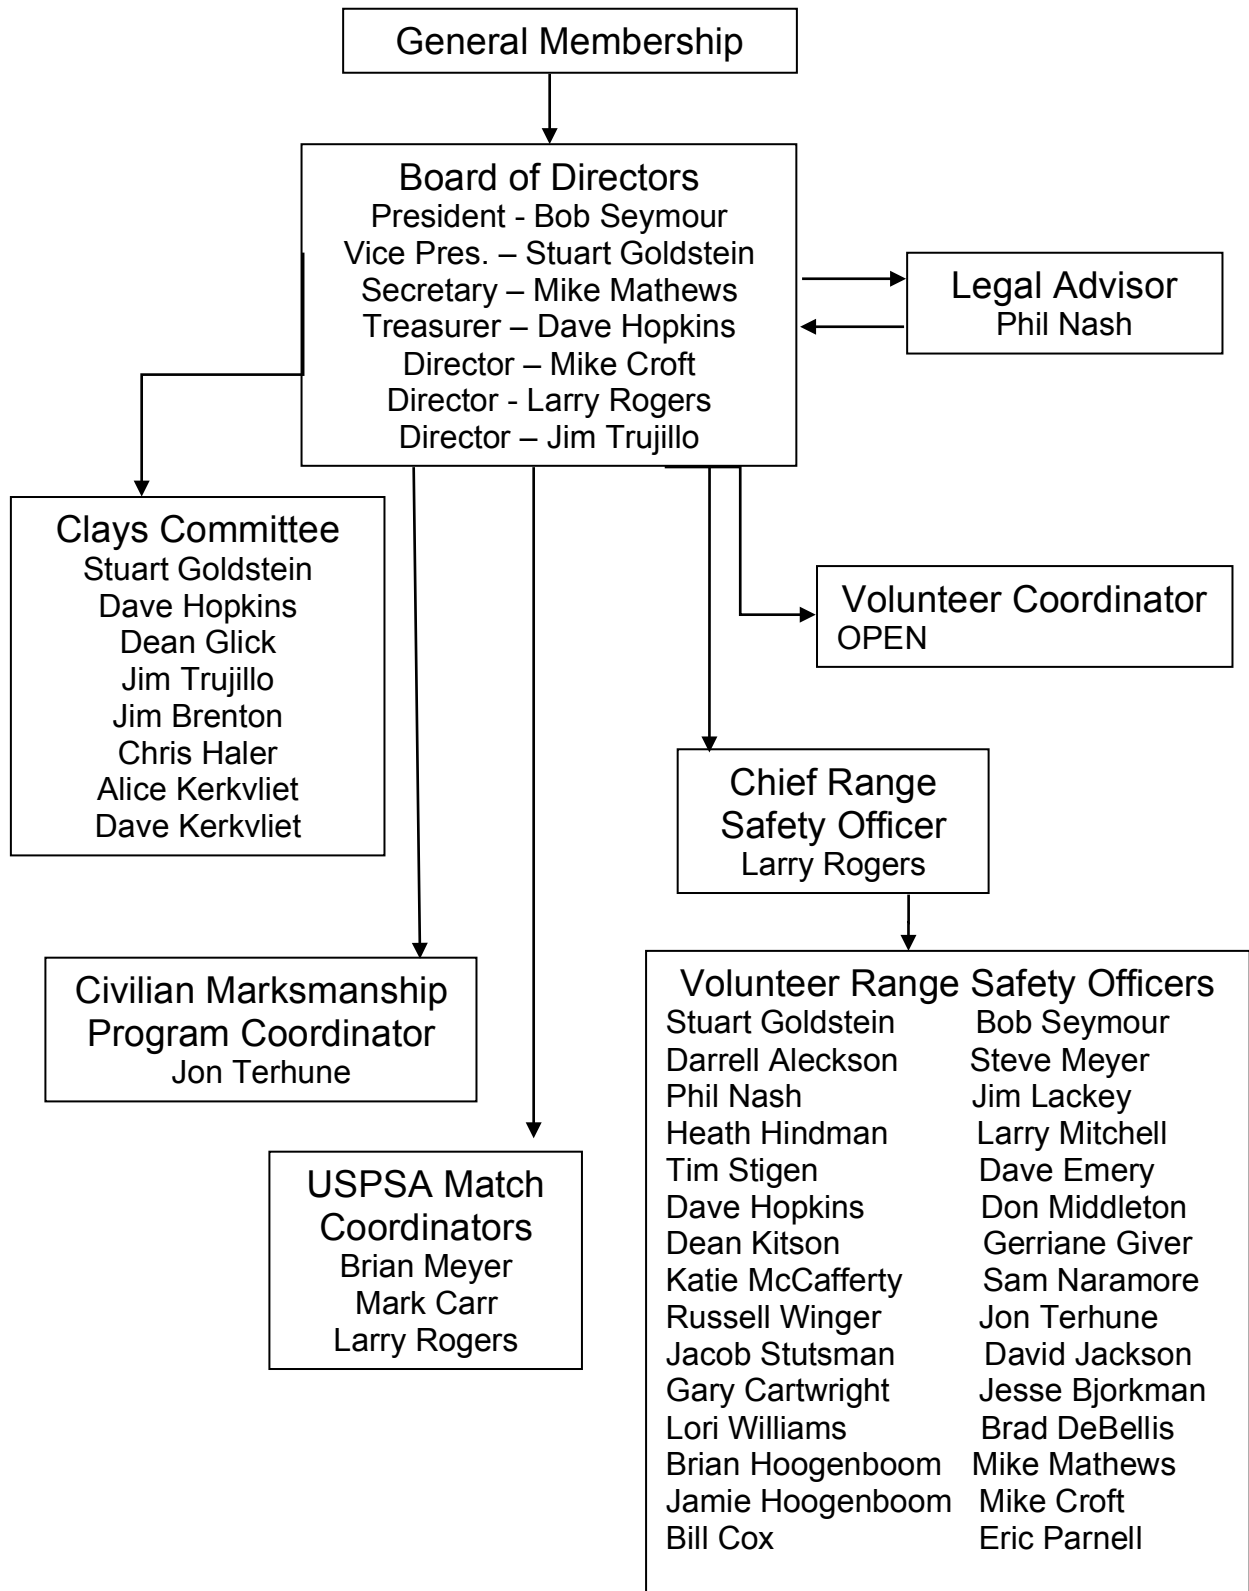 General Membership
Board of Directors
President - Bob Seymour
Vice Pres. – Stuart Goldstein
Secretary – Mike Mathews
Treasurer – Dave Hopkins
Director – Mike Croft
Director - Larry Rogers
Director – Jim Trujillo
Legal Advisor
Phil Nash
Clays Committee
Stuart Goldstein
Dave Hopkins
Dean Glick
Jim Trujillo
Jim Brenton
Chris Haler
Alice Kerkvliet
Dave Kerkvliet
Volunteer Coordinator
OPEN
Chief Range
Safety Officer
Larry Rogers
Civilian Marksmanship
Program Coordinator
Jon Terhune
USPSA Match
Coordinators
Brian Meyer
Mark Carr
Larry Rogers
Volunteer Range Safety Officers
Stuart Goldstein Bob Seymour
Darrell Aleckson Steve Meyer
Phil Nash Jim Lackey
Heath Hindman Larry Mitchell
Tim Stigen Dave Emery
Dave Hopkins Don Middleton
Dean Kitson Gerriane Giver
Katie McCafferty Sam Naramore
Russell Winger Jon Terhune
Jacob Stutsman David Jackson
Gary Cartwright Jesse Bjorkman
Lori Williams Brad DeBellis
Brian Hoogenboom Mike Mathews
Jamie Hoogenboom Mike Croft
Bill Cox Eric Parnell